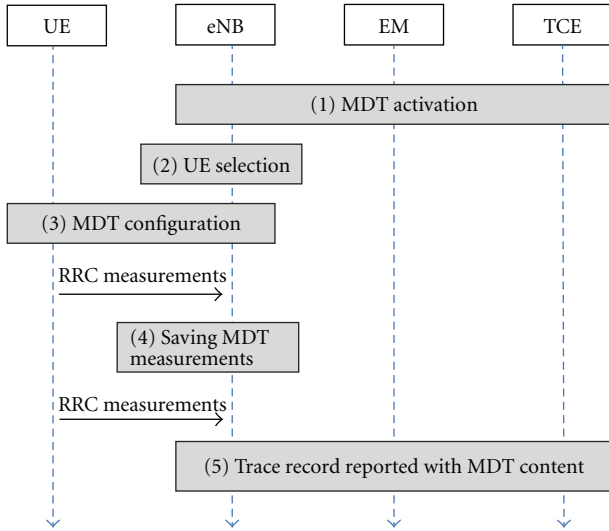 UE
eNB
EM
TCE
(1) MDT activation
(2) UE selection
(3) MDT configuration
RRC measurements
(4) Saving MDT
measurements
RRC measurements
(5) Trace record reported with MDT content